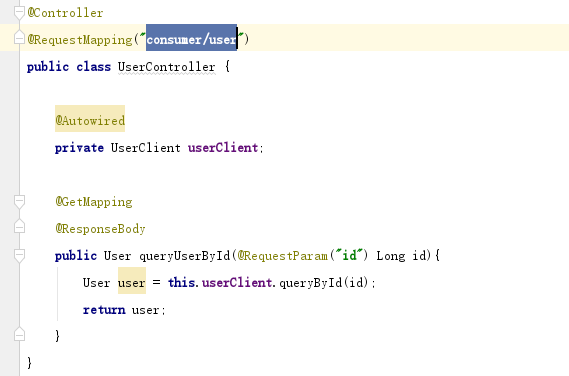 @Controller
@RequestMapping("consumer/user")
public class UserController {
@Autowired
private UserClient userClient;
@GetMapping
@ResponseBody
public User queryUserById(@RequestParam("id") Long id){
User user = this.userClient.queryById(id);
return user;
}
}